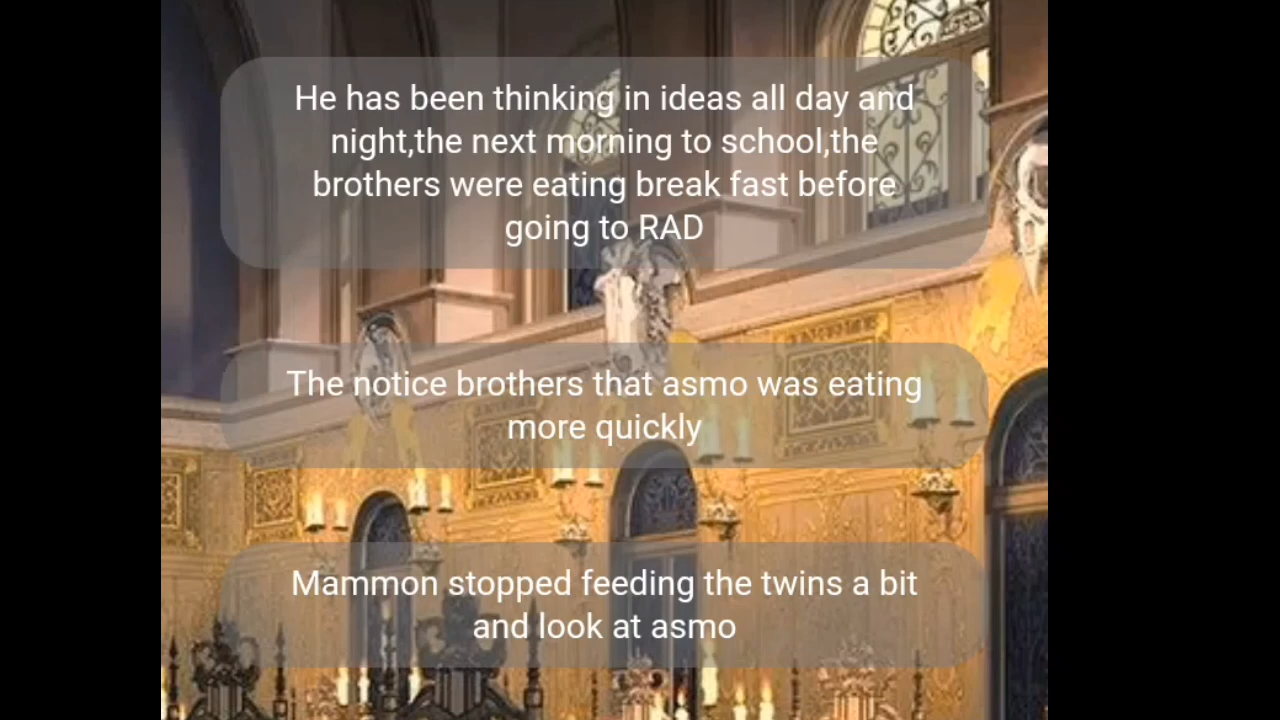 He has been thinking in ideas all day and
night,the next morning to school,the
brothers were eating break fast before
going to RAD
The notice brothers that asmo was eating
more quickly
Mammon stopped feeding the twins a bit
and look at asmo